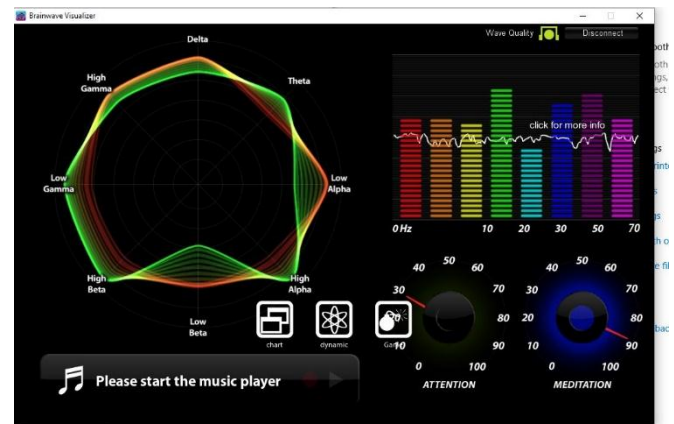 Brainwave Visualizer
Wave Quality
Disconnect
Delta
Theta
Low
Alpha
High
Alpha
Low
Beta
High
Beta
Low
Gamma
High
Gamma
click for more info
0 Hz 10 20 30 50 70
chart
dynamic
Please start the music player
0 10 30 40 50 60 70 80 90 100
ATTENTION
0 10 20 30 40 50 60 70 80 90 100
MEDITATION